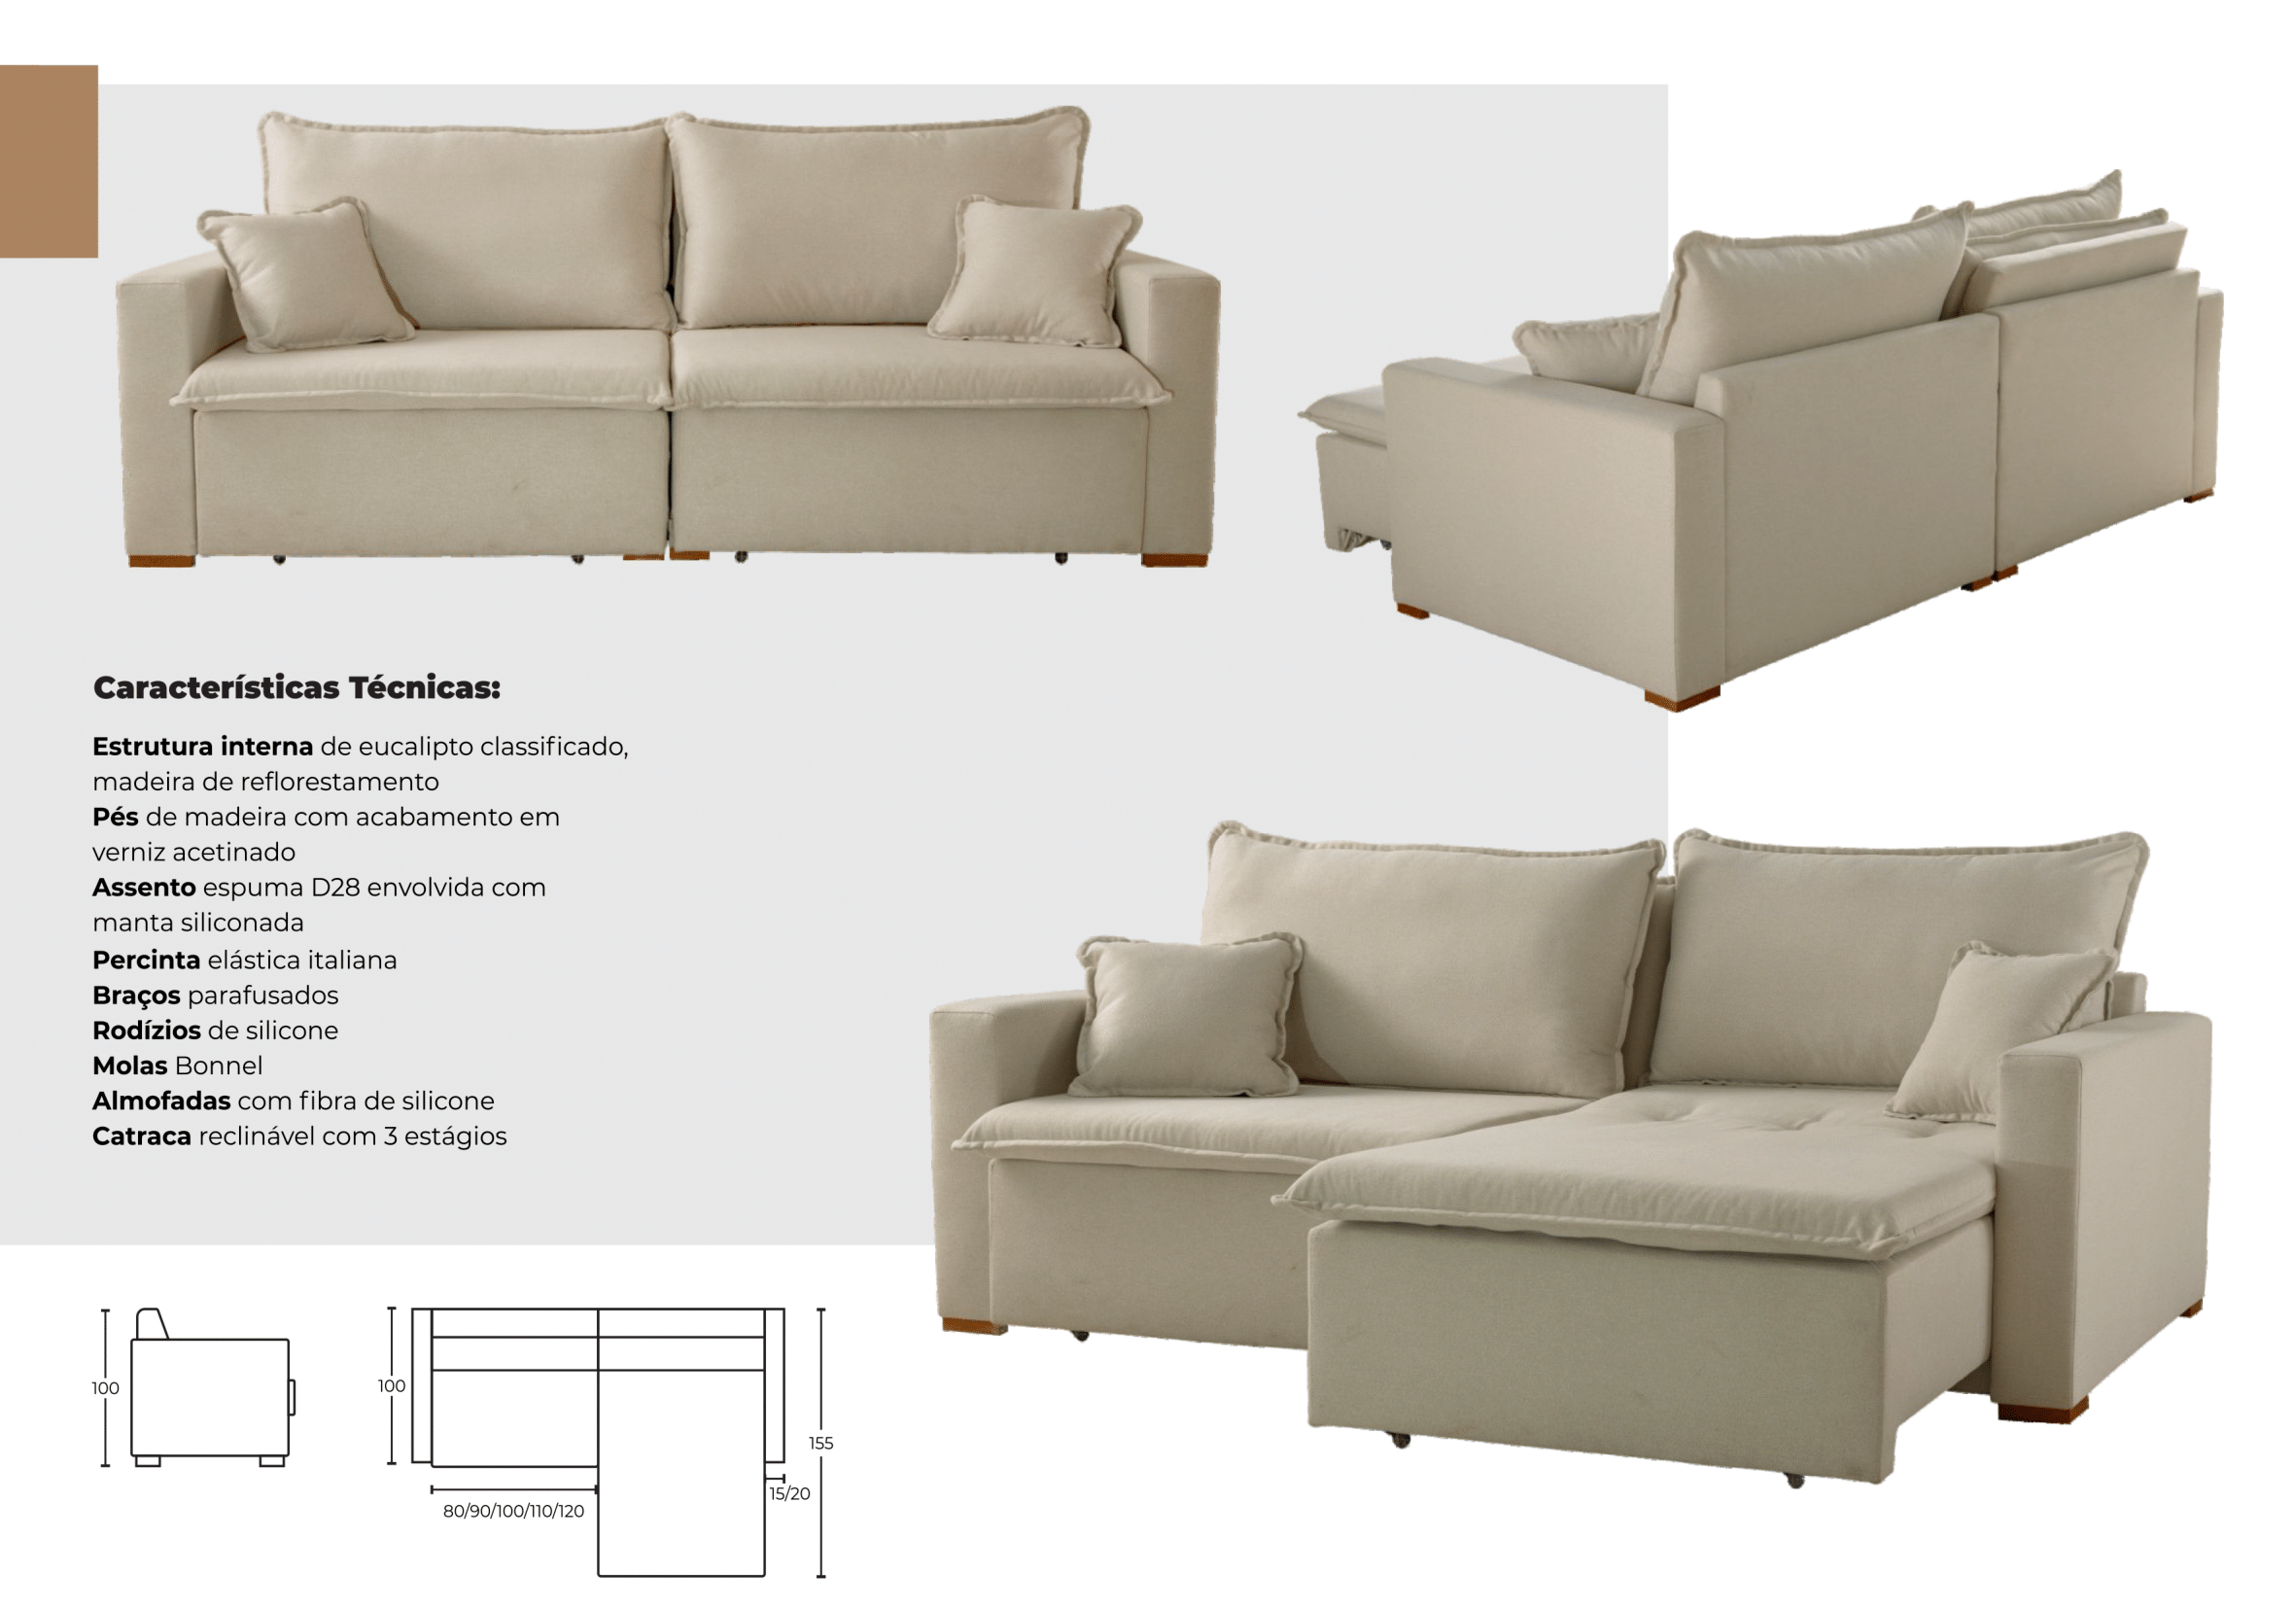 Características Técnicas:
Estrutura interna de eucalipto classificado,
madeira de reflorestamento
Pés de madeira com acabamento em
verniz acetinado
Assento espuma D28 envolvida com
manta siliconada
Percinta elástica italiana
Braços parafusados
Rodízios de silicone
Molas Bonnel
Almofadas com fibra de silicone
Catraca reclinável com 3 estágios
100
100
155
15/20
80/90/100/110/120